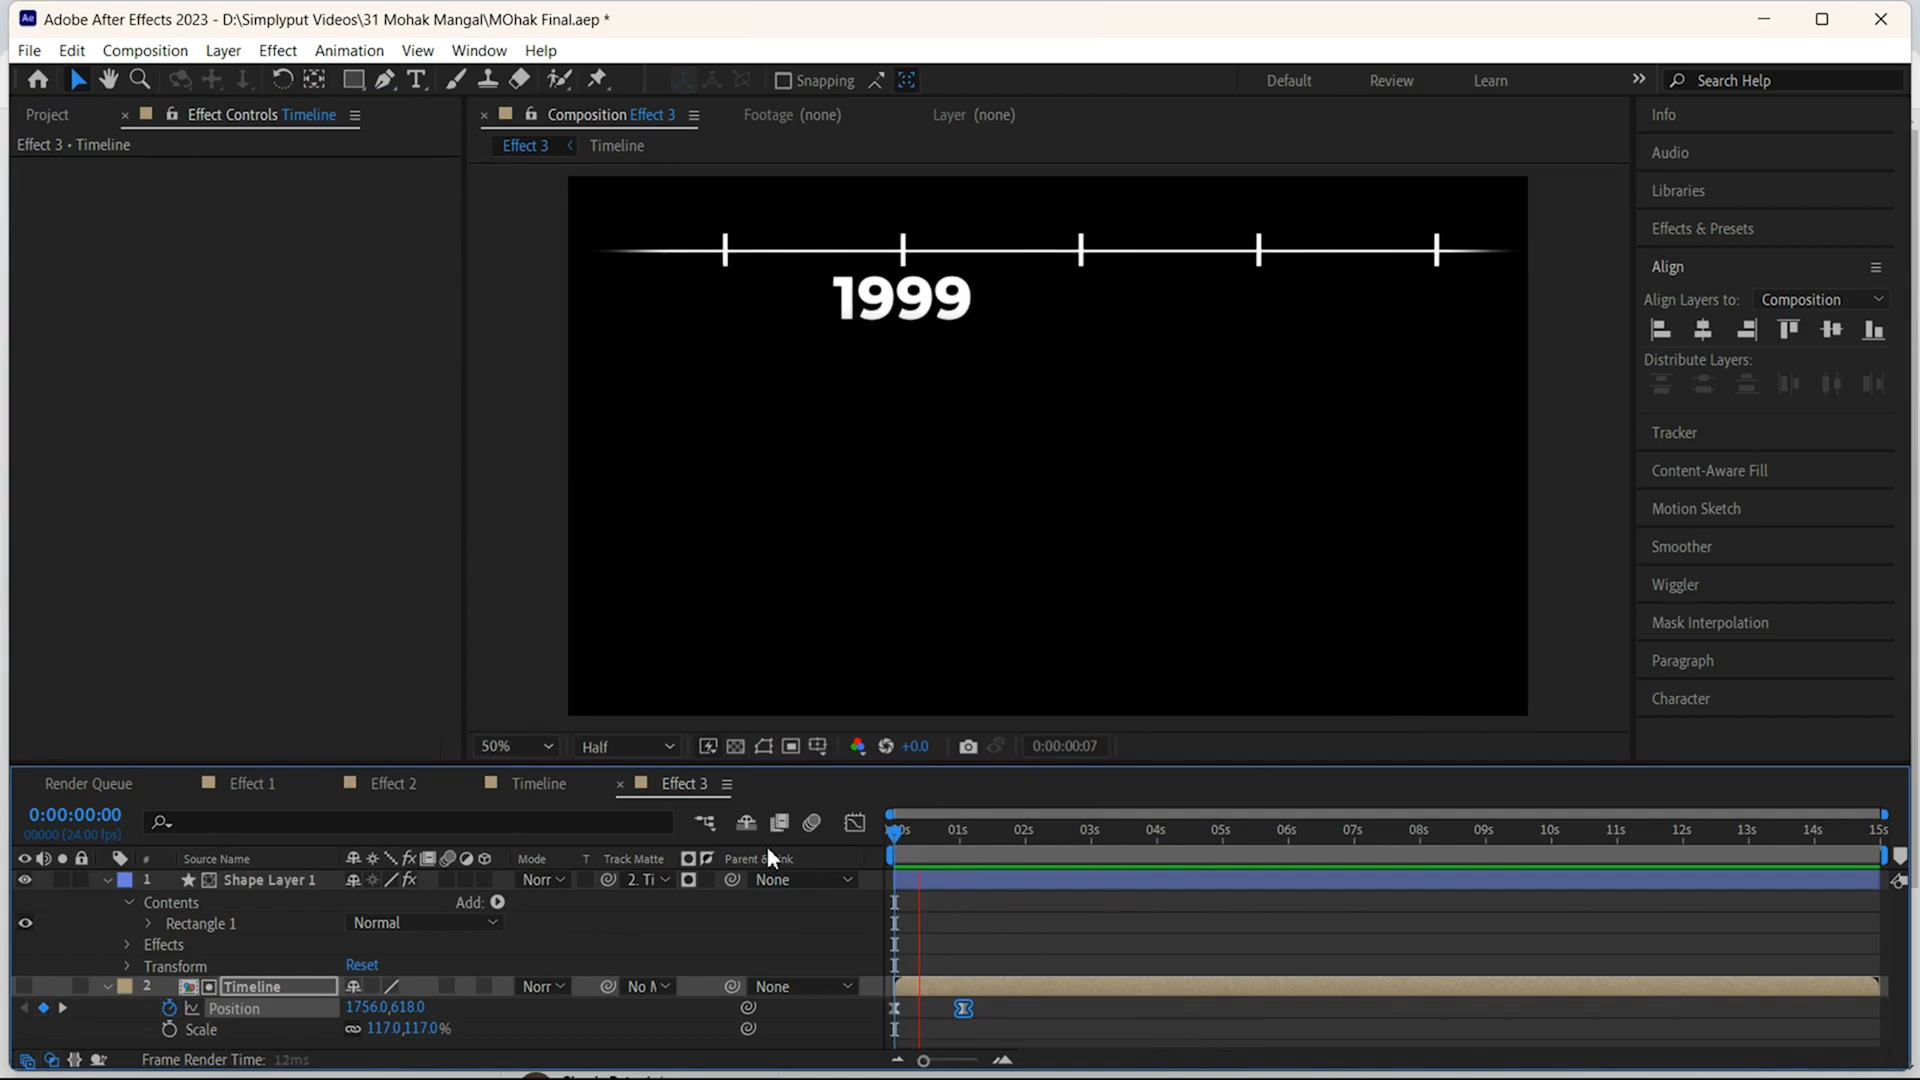 Adobe After Effects 2023 - D:\Simplyput Videos\31 Mohak Mangal\MOhak Final.aep *
File Edit Composition Layer Effect Animation View Window Help
Snapping Default Review Learn Search Help
Project Effect Controls Timeline Composition Effect 3 Footage (none) Layer (none)
Effect 3 • Timeline
Effect 3 Timeline
1999
Info
Audio
Libraries
Effects & Presets
Align
Align Layers to: Composition
Distribute Layers:
Tracker
Content-Aware Fill
Motion Sketch
Smoother
Wiggler
Mask Interpolation
Paragraph
Character
50% Half +0.0 0:00:00:07
Render Queue Effect 1 Effect 2 Timeline Effect 3
0:00:00:00
00000 (24.00 fps)
01s 02s 03s 04s 05s 06s 07s 08s 09s 10s 11s 12s 13s 14s 15s
# Source Name Mode T Track Matte
1 Shape Layer 1 Norr 2. Ti None
Contents Add:
Rectangle 1 Normal
Effects
Transform Reset
2 Timeline Norr None
Position 1756.0,618.0
Scale 117.0,117.0%
Frame Render Time: 12ms